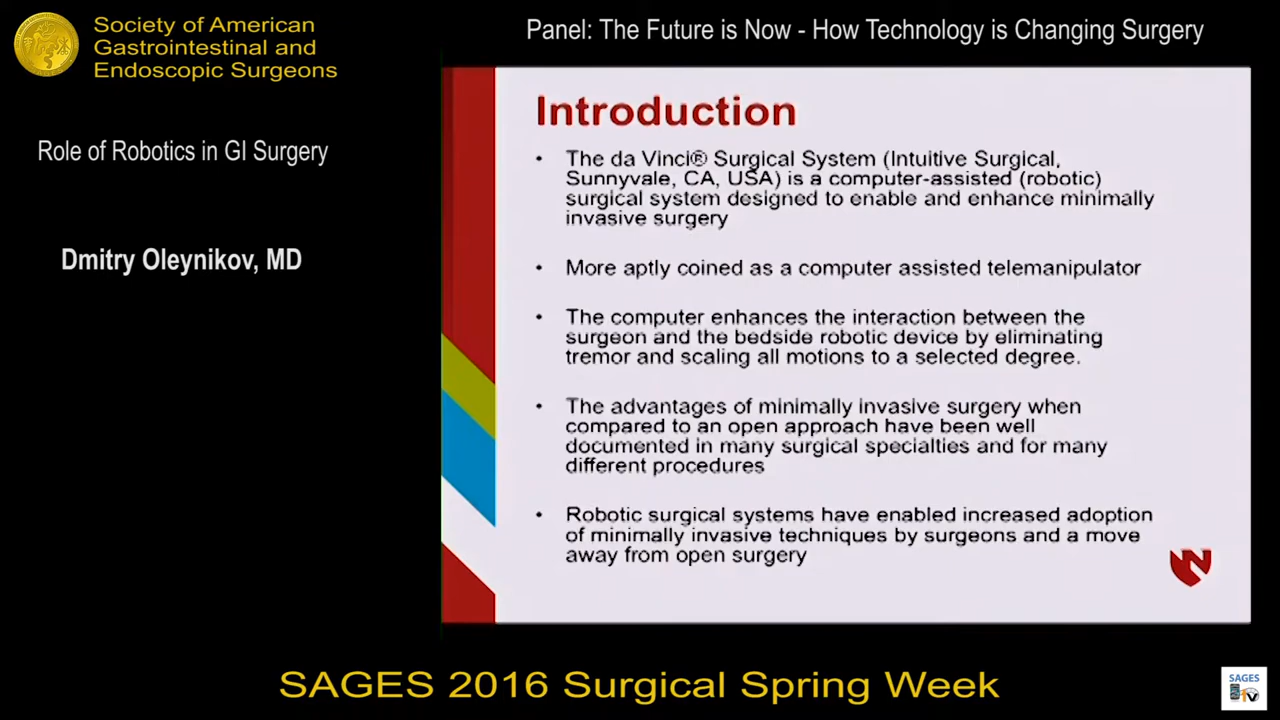 Society of American
Gastrointestinal and
Endoscopic Surgeons
Panel: The Future is Now - How Technology is Changing Surgery
Role of Robotics in GI Surgery
Dmitry Oleynikov, MD
Introduction
• The da Vinci® Surgical System (Intuitive Surgical,
Sunnyvale, CA, USA) is a computer-assisted (robotic)
surgical system designed to enable and enhance minimally
invasive surgery
• More aptly coined as a computer assisted telemanipulator
• The computer enhances the interaction between the
surgeon and the bedside robotic device by eliminating
tremor and scaling all motions to a selected degree.
• The advantages of minimally invasive surgery when
compared to an open approach have been well
documented in many surgical specialties and for many
different procedures
• Robotic surgical systems have enabled increased adoption
of minimally invasive techniques by surgeons and a move
away from open surgery
N
SAGES 2016 Surgical Spring Week
SAGES
TV